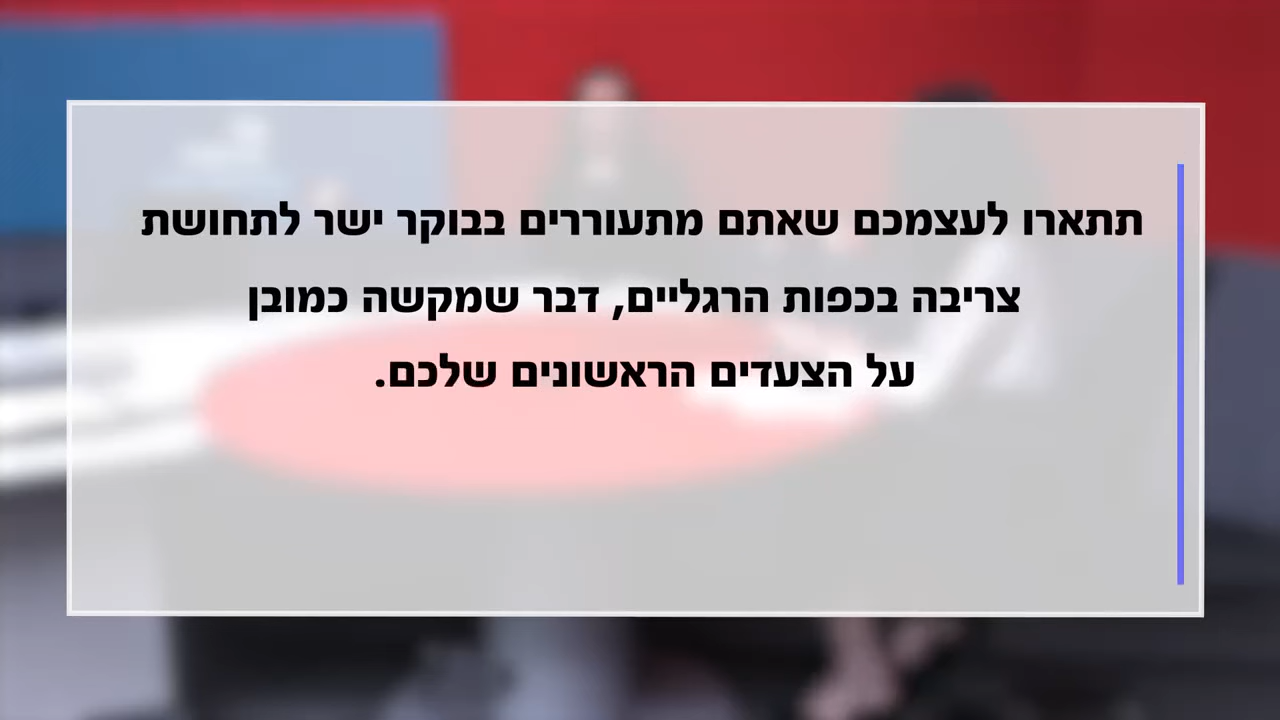 תתארו לעצמכם שאתם מתעוררים בבוקר ישר לתחושת
צריבה בכפות הרגליים, דבר שמקשה כמובן
על הצעדים הראשונים שלכם.